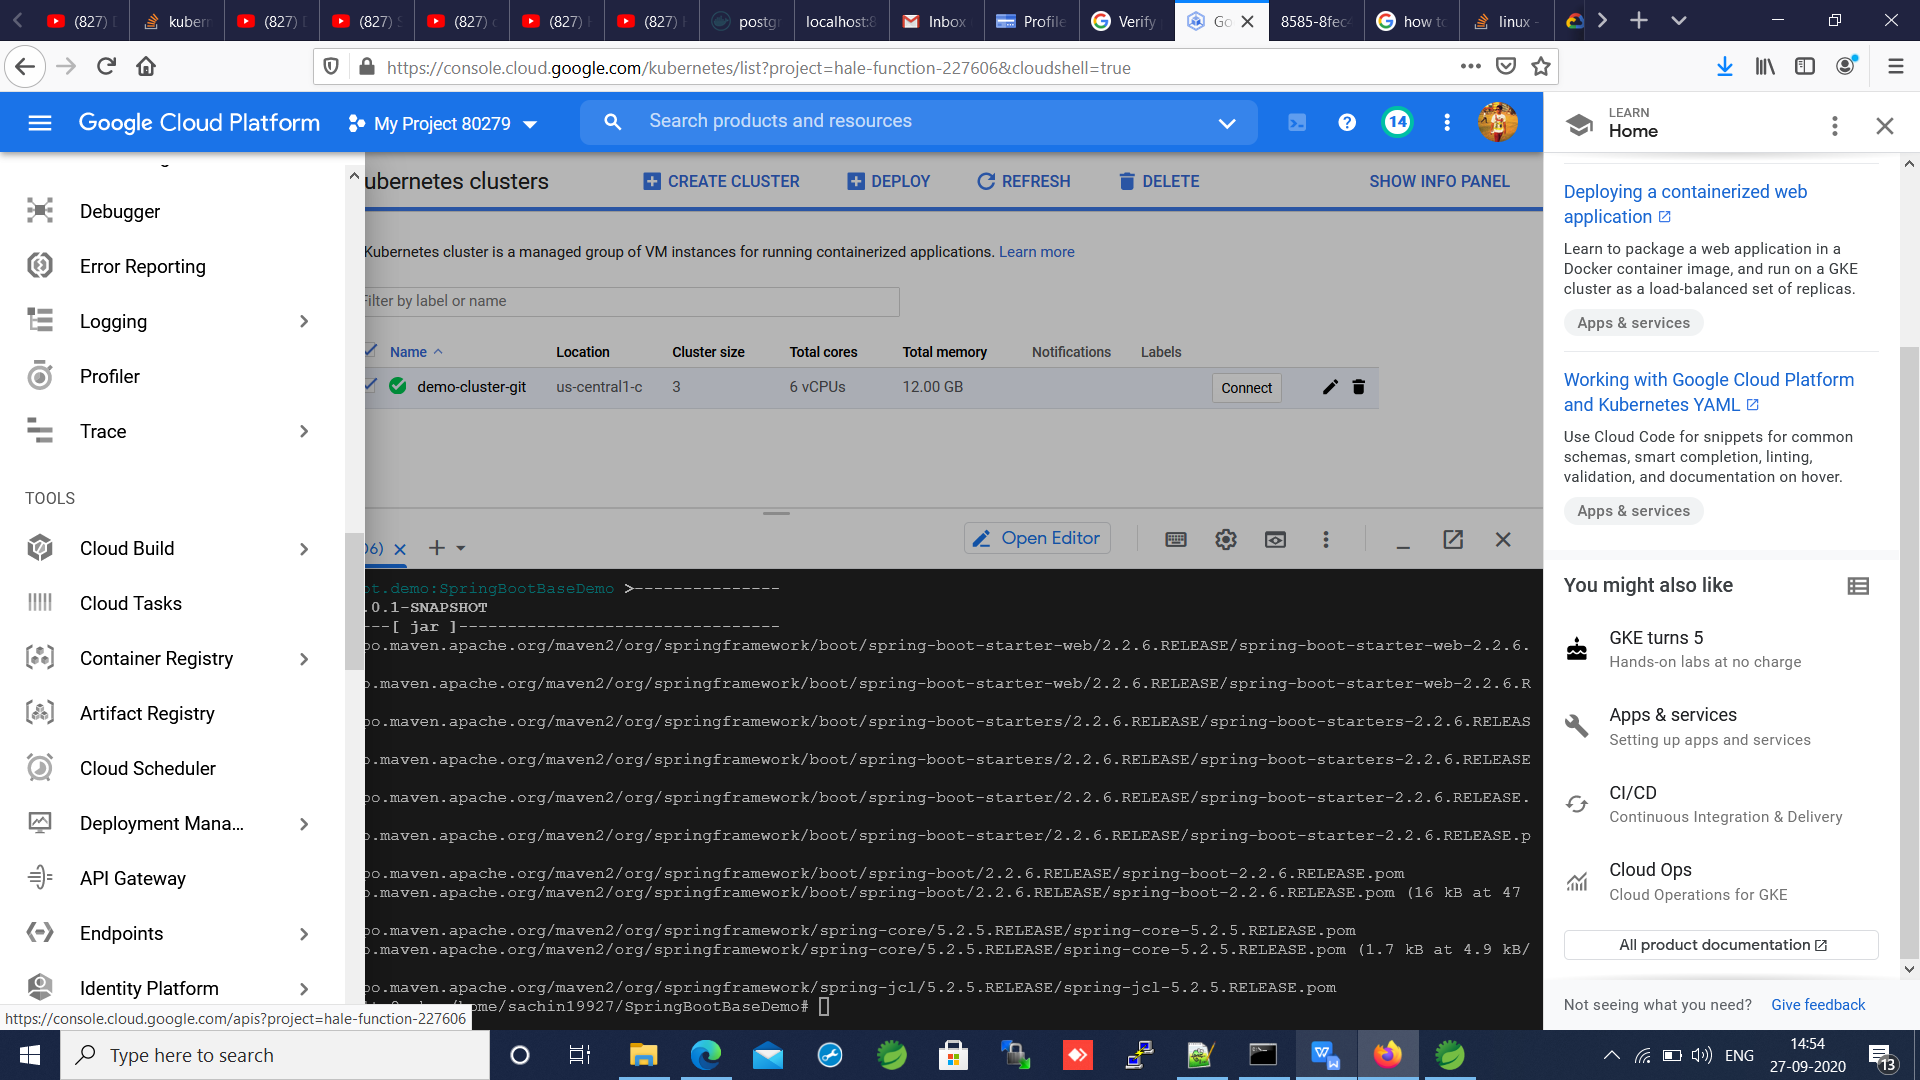 (827)
kubern
(827)
(827)
(827)
(827)
(827)
postgr
localhost:8
Inbox
Profile
Verify
Go
8585-8fec
how to
linux -
https://console.cloud.google.com/kubernetes/list?project=hale-function-227606&cloudshell=true
Google Cloud Platform
My Project 80279
Search products and resources
14
LEARN
Home
Debugger
Error Reporting
Logging
Profiler
Trace
TOOLS
Cloud Build
Cloud Tasks
Container Registry
Artifact Registry
Cloud Scheduler
Deployment Mana...
API Gateway
Endpoints
Identity Platform
https://console.cloud.google.com/apis?project=hale-function-227606
ubernetes clusters
CREATE CLUSTER
DEPLOY
REFRESH
DELETE
SHOW INFO PANEL
Kubernetes cluster is a managed group of VM instances for running containerized applications. Learn more
Filter by label or name
Name Location Cluster size Total cores Total memory Notifications Labels
demo-cluster-git us-central1-c 3 6 vCPUs 12.00 GB Connect
06)
Open Editor
ot.demo:SpringBootBaseDemo >---------------
.0.1-SNAPSHOT
---[ jar ]---------------------------------
po.maven.apache.org/maven2/org/springframework/boot/spring-boot-starter-web/2.2.6.RELEASE/spring-boot-starter-web-2.2.6.
o.maven.apache.org/maven2/org/springframework/boot/spring-boot-starter-web/2.2.6.RELEASE/spring-boot-starter-web-2.2.6.R
po.maven.apache.org/maven2/org/springframework/boot/spring-boot-starters/2.2.6.RELEASE/spring-boot-starters-2.2.6.RELEAS
o.maven.apache.org/maven2/org/springframework/boot/spring-boot-starters/2.2.6.RELEASE/spring-boot-starters-2.2.6.RELEASE
po.maven.apache.org/maven2/org/springframework/boot/spring-boot-starter/2.2.6.RELEASE/spring-boot-starter-2.2.6.RELEASE.
o.maven.apache.org/maven2/org/springframework/boot/spring-boot-starter/2.2.6.RELEASE/spring-boot-starter-2.2.6.RELEASE.p
po.maven.apache.org/maven2/org/springframework/boot/spring-boot/2.2.6.RELEASE/spring-boot-2.2.6.RELEASE.pom
o.maven.apache.org/maven2/org/springframework/boot/spring-boot/2.2.6.RELEASE/spring-boot-2.2.6.RELEASE.pom (16 kB at 47
po.maven.apache.org/maven2/org/springframework/spring-core/5.2.5.RELEASE/spring-core-5.2.5.RELEASE.pom
o.maven.apache.org/maven2/org/springframework/spring-core/5.2.5.RELEASE/spring-core-5.2.5.RELEASE.pom (1.7 kB at 4.9 kB/
po.maven.apache.org/maven2/org/springframework/spring-jcl/5.2.5.RELEASE/spring-jcl-5.2.5.RELEASE.pom
ome/sachin19927/SpringBootBaseDemo#
Deploying a containerized web
application
Learn to package a web application in a
Docker container image, and run on a GKE
cluster as a load-balanced set of replicas.
Apps & services
Working with Google Cloud Platform
and Kubernetes YAML
Use Cloud Code for snippets for common
schemas, smart completion, linting,
validation, and documentation on hover.
Apps & services
You might also like
GKE turns 5
Hands-on labs at no charge
Apps & services
Setting up apps and services
CI/CD
Continuous Integration & Delivery
Cloud Ops
Cloud Operations for GKE
All product documentation
Not seeing what you need? Give feedback
Type here to search
ENG
14:54
27-09-2020
13